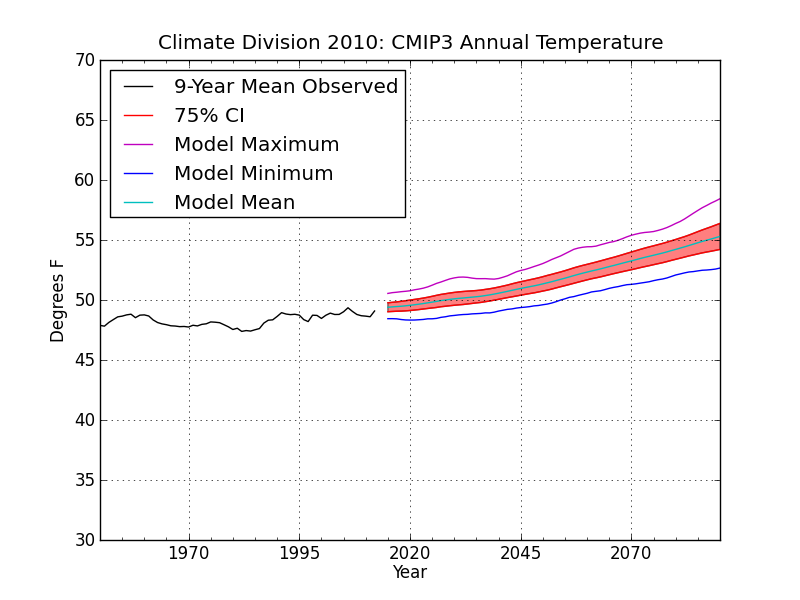 Climate Division 2010: CMIP3 Annual Temperature
70
65
60
55
50
45
40
35
30
Degrees F
9-Year Mean Observed
75% CI
Model Maximum
Model Minimum
Model Mean
1970
1995
2020
2045
2070
Year